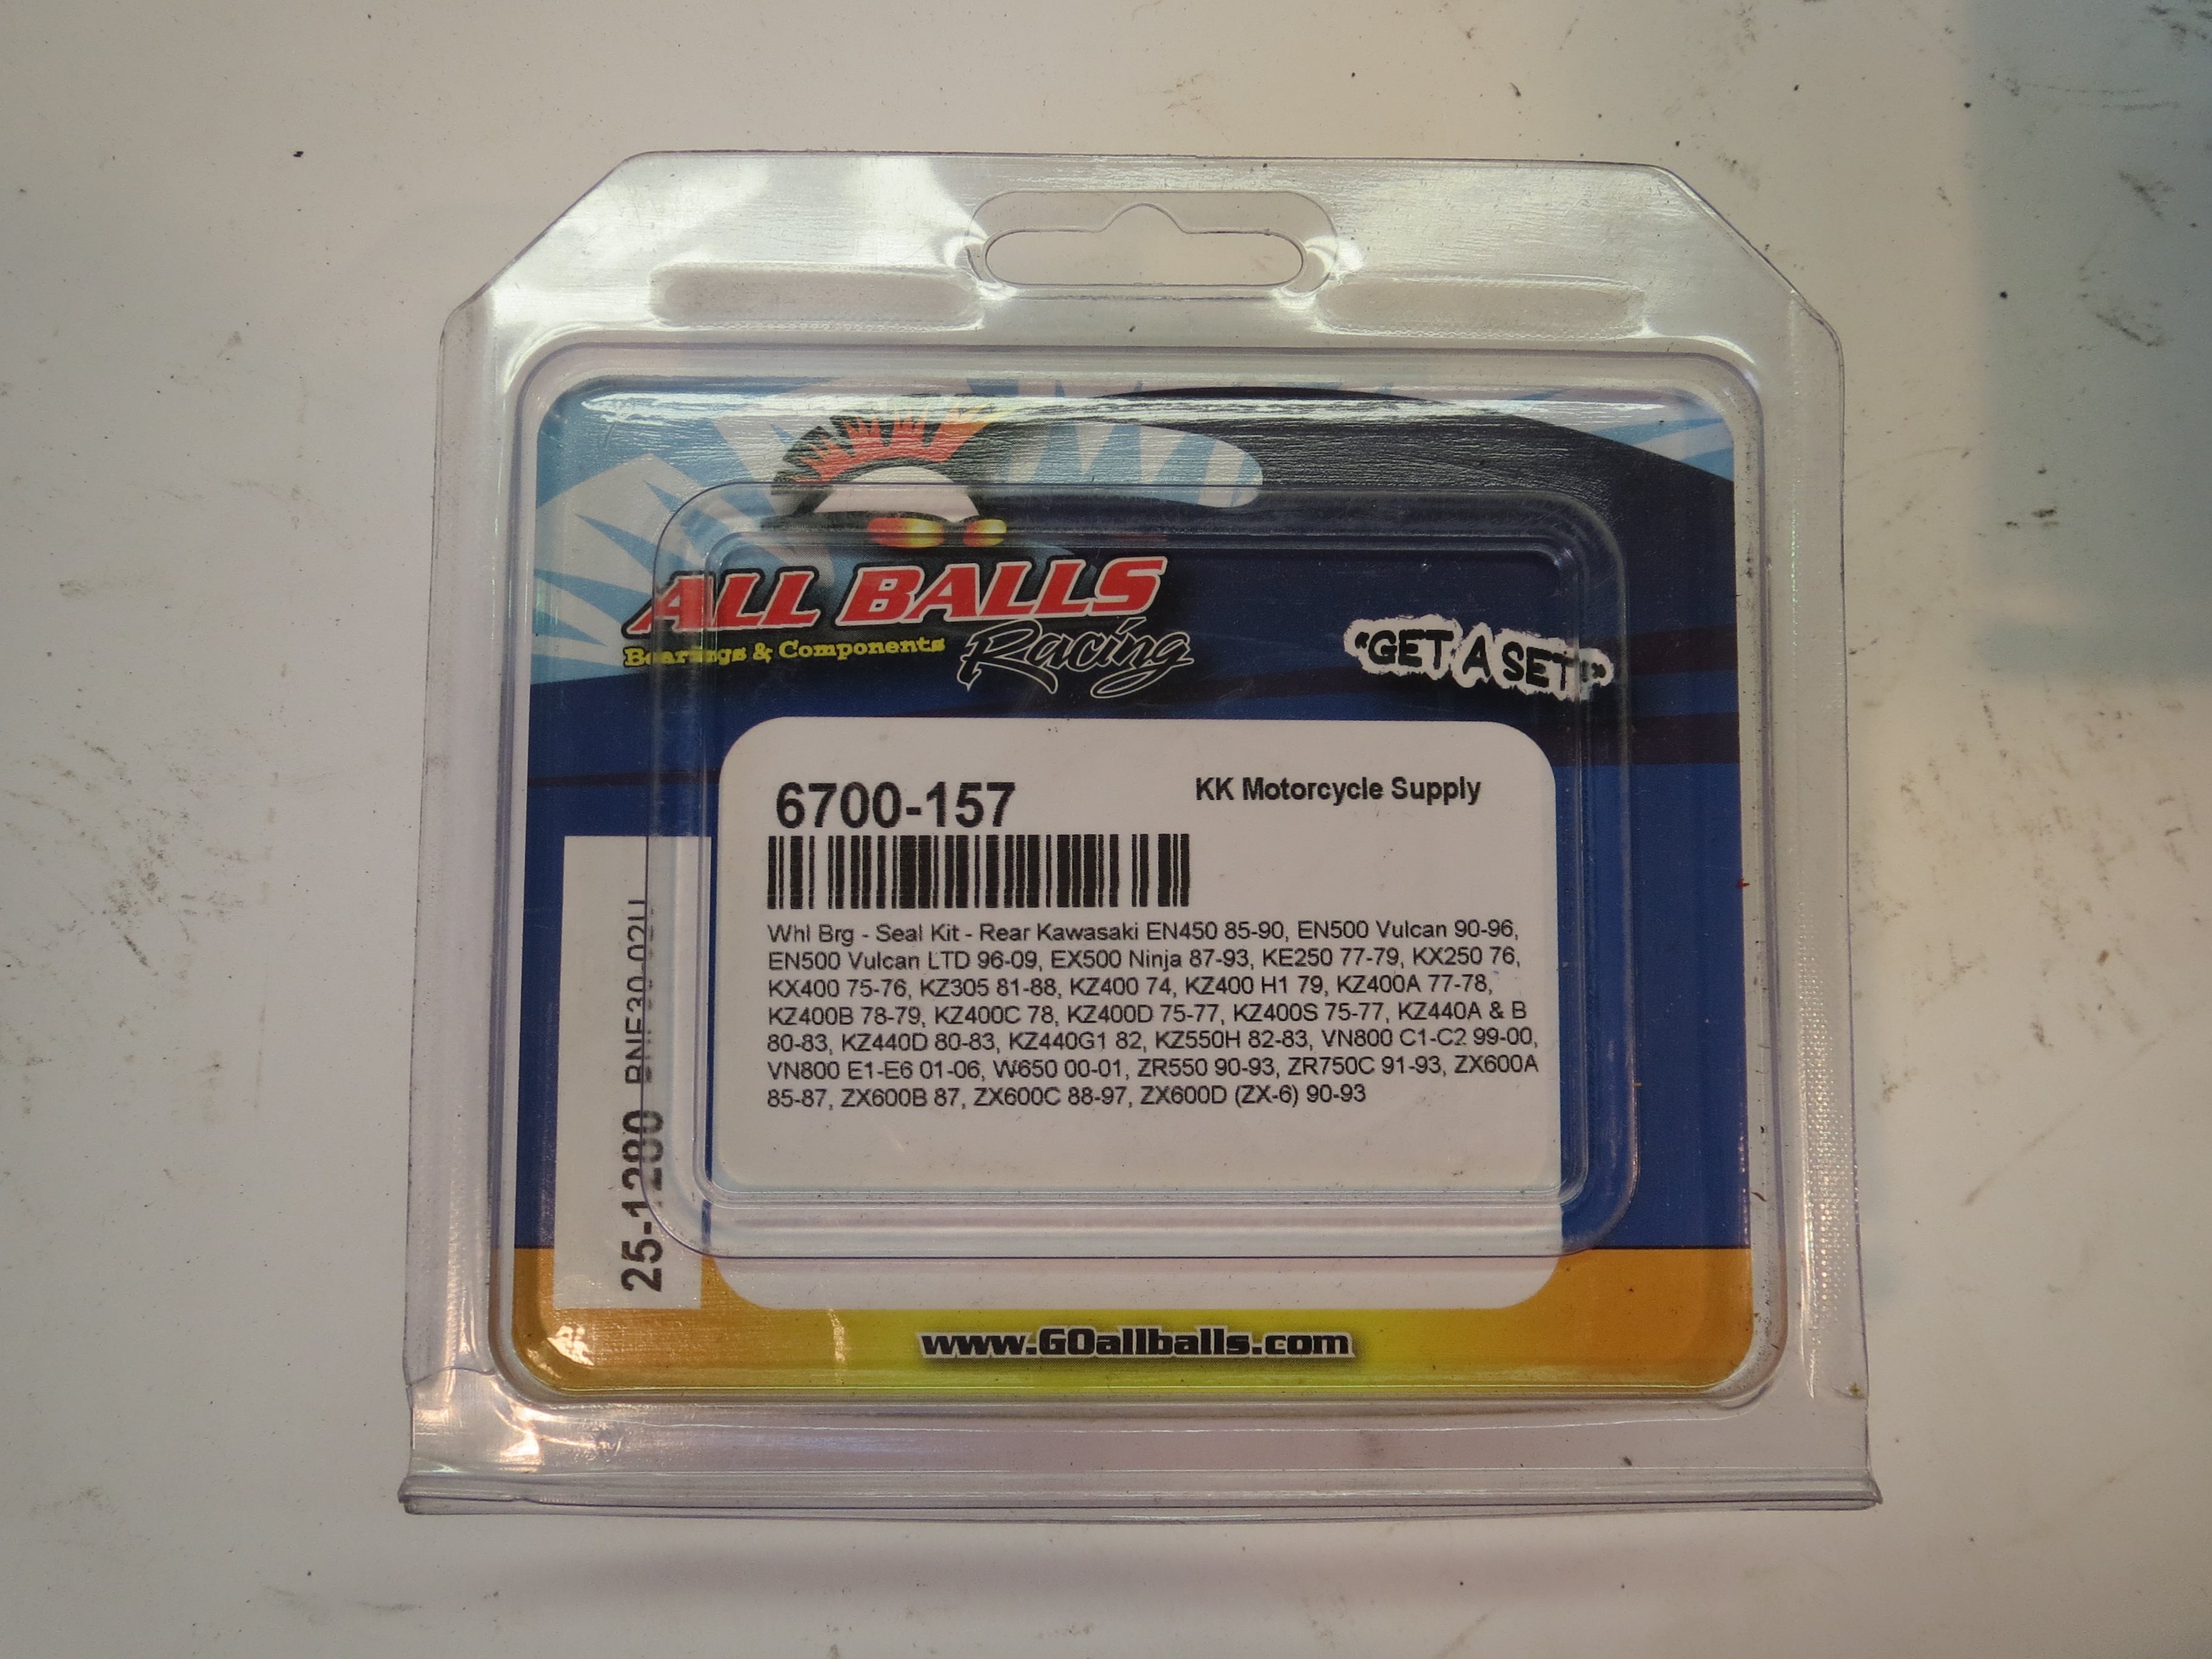 ALL BALLS
Bearings & Components Racing
"GET A SET!"
6700-157
KK Motorcycle Supply
Whl Brg - Seal Kit - Rear Kawasaki EN450 85-90, EN500 Vulcan 90-96,
EN500 Vulcan LTD 96-09, EX500 Ninja 87-93, KE250 77-79, KX250 76,
KX400 75-76, KZ305 81-88, KZ400 74, KZ400 H1 79, KZ400A 77-78,
KZ400B 78-79, KZ400C 78, KZ400D 75-77, KZ400S 75-77, KZ440A & B
80-83, KZ440D 80-83, KZ440G1 82, KZ550H 82-83, VN800 C1-C2 99-00,
VN800 E1-E6 01-06, W650 00-01, ZR550 90-93, ZR750C 91-93, ZX600A
85-87, ZX600B 87, ZX600C 88-97, ZX600D (ZX-6) 90-93
25-1280
www.GOallballs.com